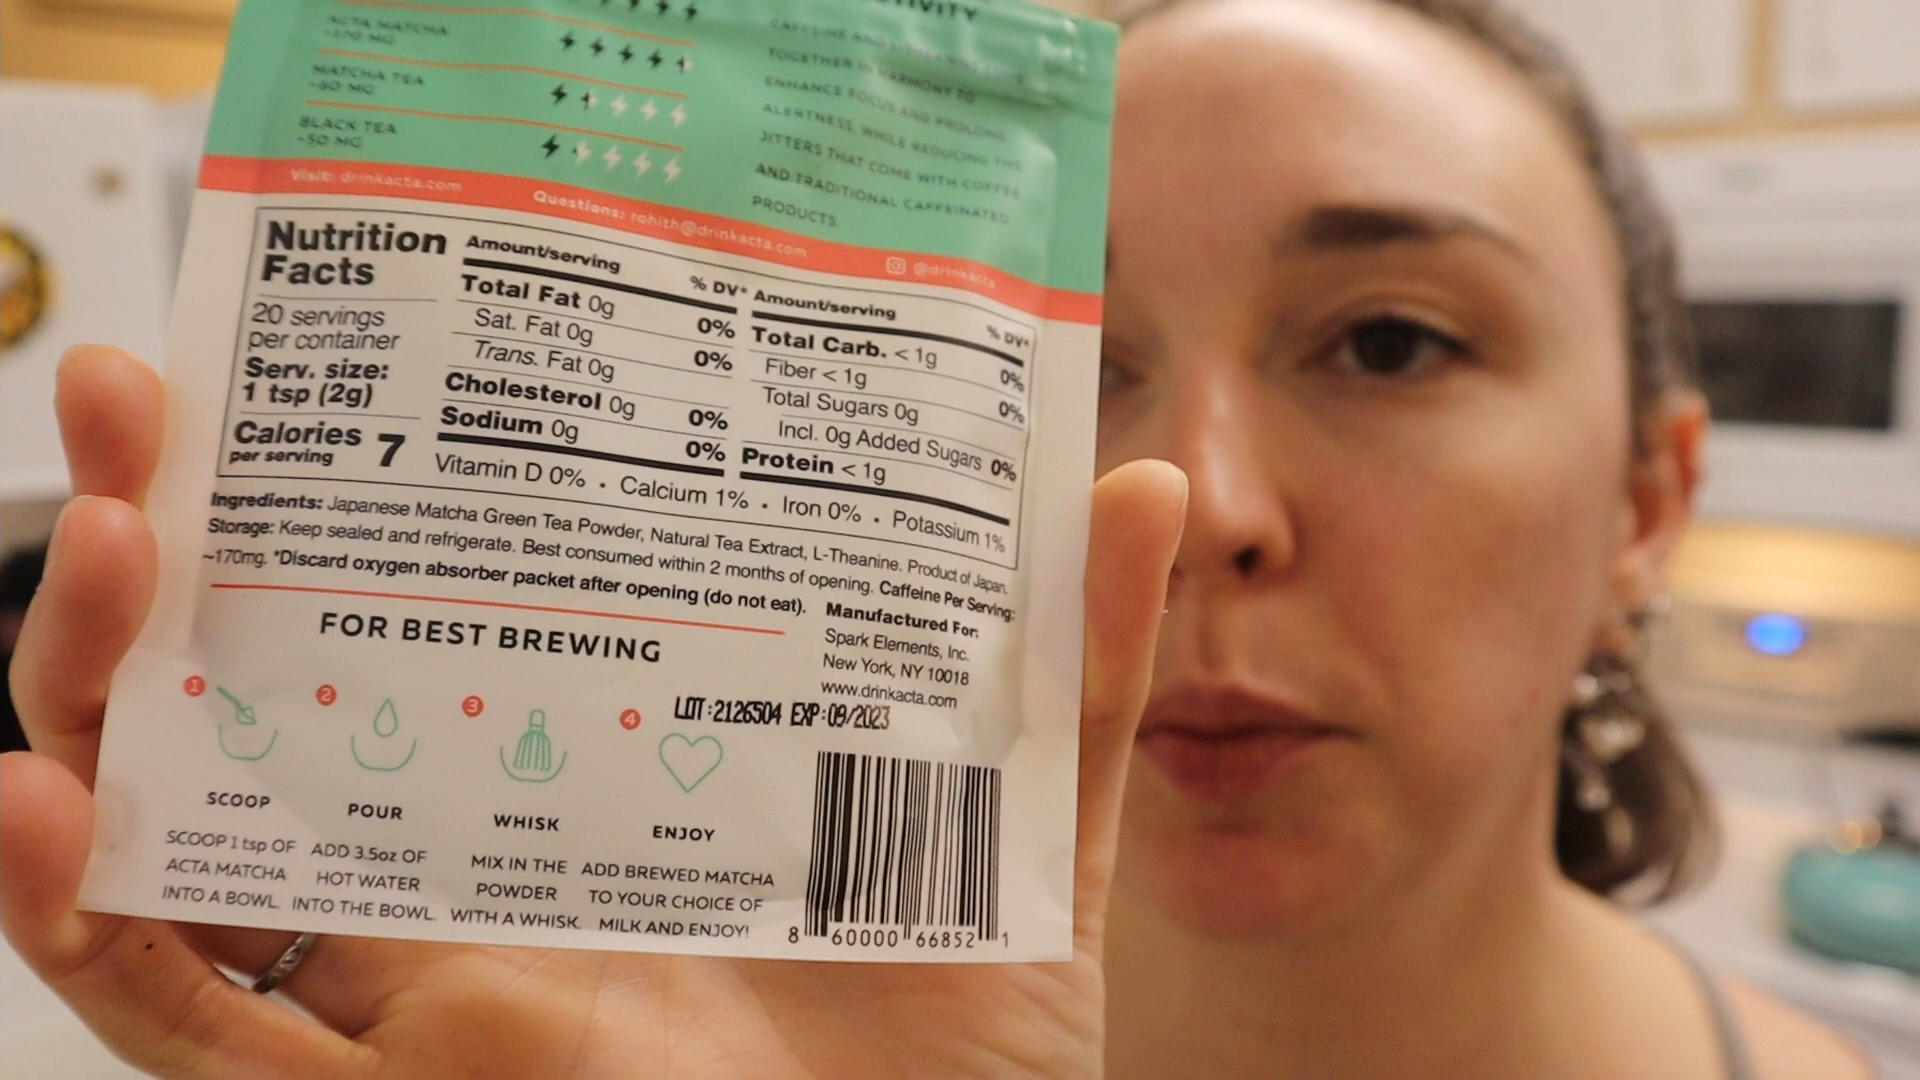 ACTIVITY
ACTA MATCHA
~170 MG
MATCHA TEA
~60 MG
BLACK TEA
~50 MG
TOGETHER IN HARMONY TO
ENHANCE FOCUS AND PROLONG
ALERTNESS, WHILE REDUCING THE
JITTERS THAT COME WITH COFFEE
AND TRADITIONAL CAFFEINATED
PRODUCTS.
Visit: drinkacta.com
Questions: rohith@drinkacta.com
@drinkacta
Nutrition
Facts
20 servings
per container
Serv. size:
1 tsp (2g)
Calories 7
per serving
Amount/serving % DV*
Total Fat 0g 0%
Sat. Fat 0g 0%
Trans. Fat 0g
Cholesterol 0g 0%
Sodium 0g 0%
Amount/serving % DV*
Total Carb. < 1g 0%
Fiber < 1g 0%
Total Sugars 0g
Incl. 0g Added Sugars 0%
Protein < 1g
Vitamin D 0% • Calcium 1% • Iron 0% • Potassium 1%
Ingredients: Japanese Matcha Green Tea Powder, Natural Tea Extract, L-Theanine. Product of Japan.
Storage: Keep sealed and refrigerate. Best consumed within 2 months of opening. Caffeine Per Serving:
~170mg. *Discard oxygen absorber packet after opening (do not eat).
Manufactured For:
Spark Elements, Inc.
New York, NY 10018
www.drinkacta.com
FOR BEST BREWING
LOT:2126504 EXP:09/2023
1
SCOOP
SCOOP 1 tsp OF
ACTA MATCHA
INTO A BOWL.
2
POUR
ADD 3.5oz OF
HOT WATER
INTO THE BOWL.
3
WHISK
MIX IN THE
POWDER
WITH A WHISK.
4
ENJOY
ADD BREWED MATCHA
TO YOUR CHOICE OF
MILK AND ENJOY!
8 60000 66852 1